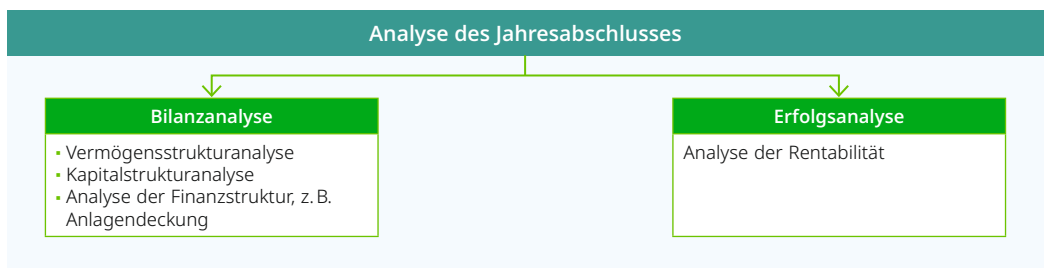 Analyse des Jahresabschlusses
Bilanzanalyse
▪ Vermögensstrukturanalyse
▪ Kapitalstrukturanalyse
▪ Analyse der Finanzstruktur, z. B.
Anlagendeckung
Erfolgsanalyse
Analyse der Rentabilität